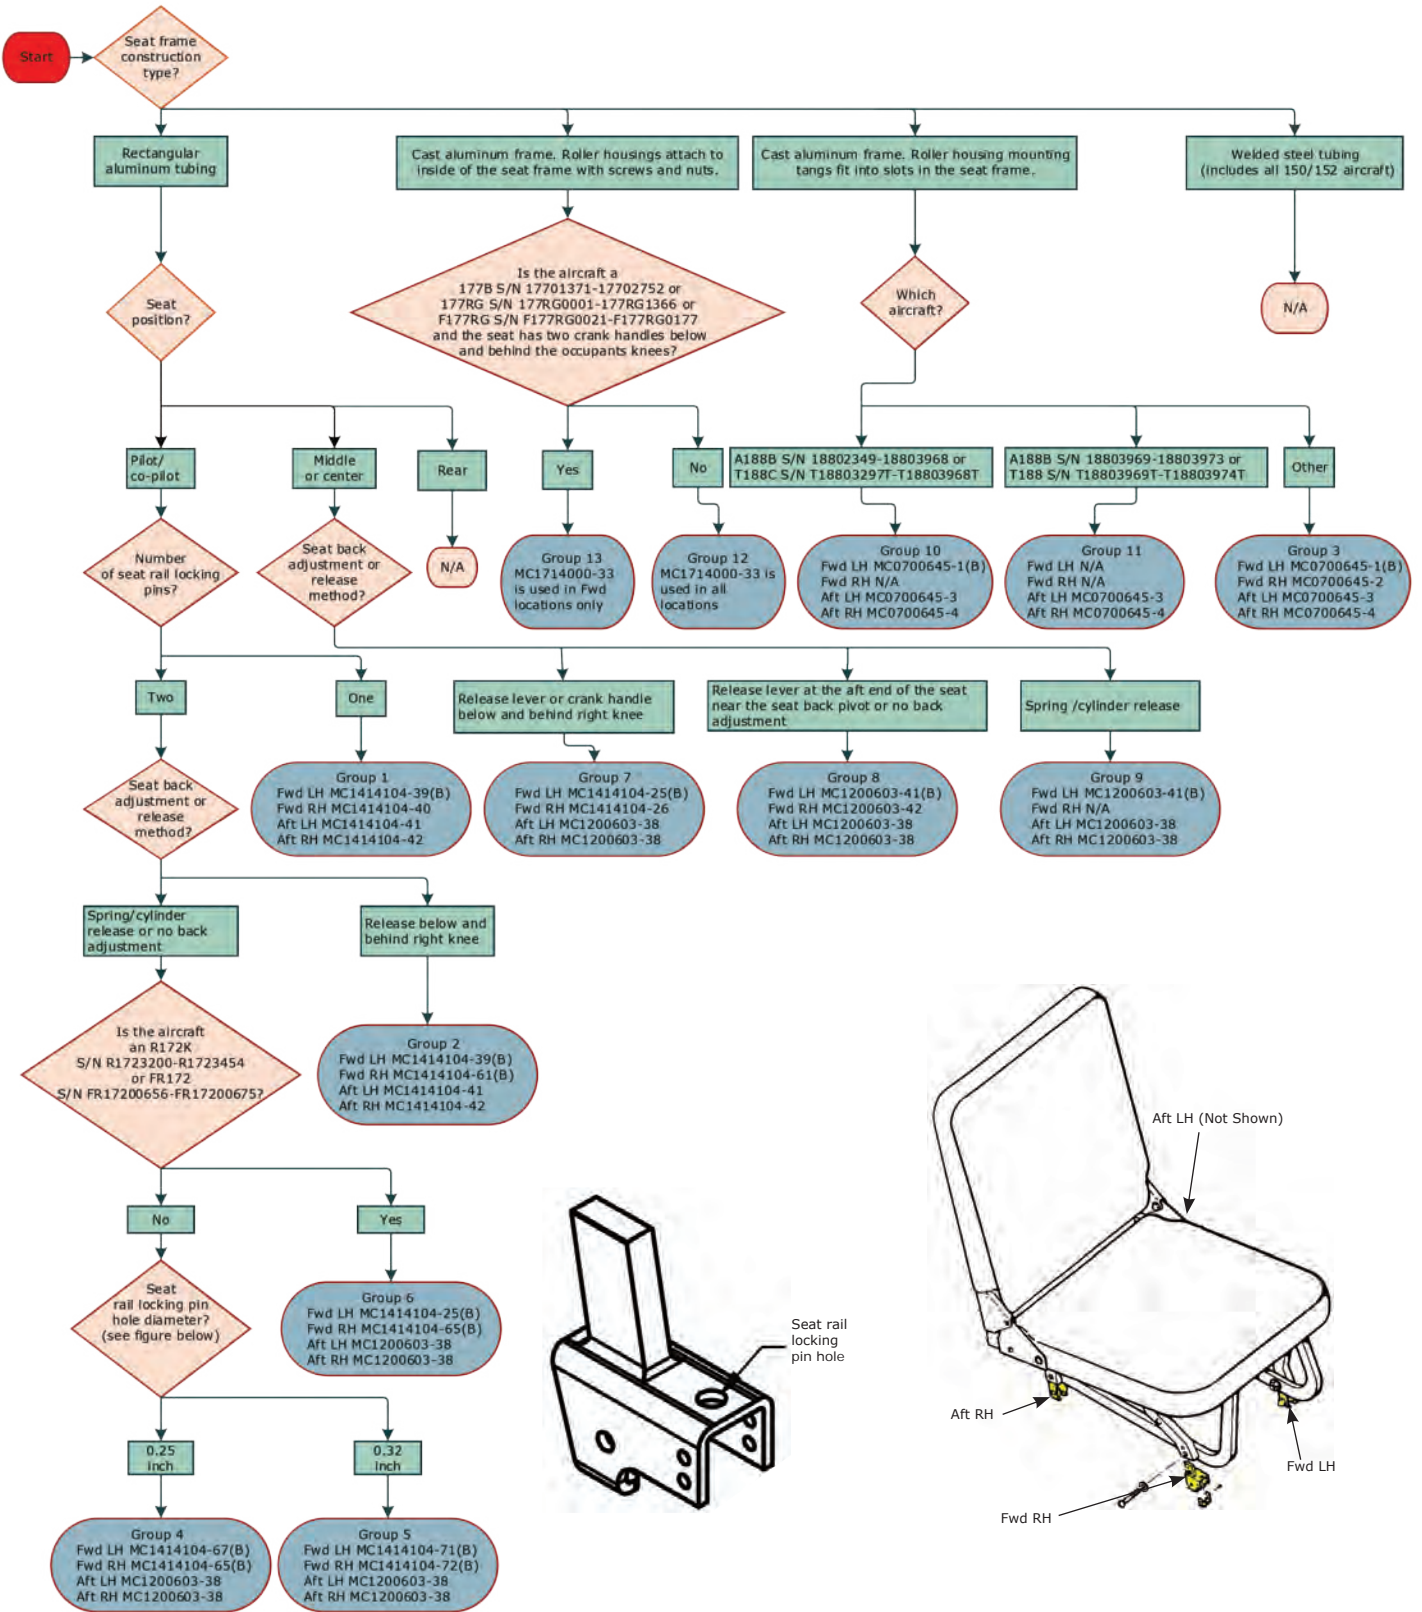 Start
Seat frame
construction
type?
Rectangular
aluminum tubing
Cast aluminum frame. Roller housings attach to
inside of the seat frame with screws and nuts.
Cast aluminum frame. Roller housing mounting
tangs fit into slots in the seat frame.
Welded steel tubing
(includes all 150/152 aircraft)
Seat
position?
Is the aircraft a
177B S/N 17701371-17702752 or
177RG S/N 177RG0001-177RG1366 or
F177RG S/N F177RG0021-F177RG0177
and the seat has two crank handles below
and behind the occupants knees?
Which
aircraft?
N/A
Pilot/
co-pilot
Middle
or center
Rear
Yes
No
A188B S/N 18802349-18803968 or
T188C S/N T18803297T-T18803968T
A188B S/N 18803969-18803973 or
T188 S/N T18803969T-T18803974T
Other
Number
of seat rail locking
pins?
Seat back
adjustment or
release
method?
N/A
Group 13
MC1714000-33
is used in Fwd
locations only
Group 12
MC1714000-33 is
used in all
locations
Group 10
Fwd LH MC0700645-1(B)
Fwd RH N/A
Aft LH MC0700645-3
Aft RH MC0700645-4
Group 11
Fwd LH N/A
Fwd RH N/A
Aft LH MC0700645-3
Aft RH MC0700645-4
Group 3
Fwd LH MC0700645-1(B)
Fwd RH MC0700645-2
Aft LH MC0700645-3
Aft RH MC0700645-4
Two
One
Release lever or crank handle
below and behind right knee
Release lever at the aft end of the seat
near the seat back pivot or no back
adjustment
Spring /cylinder release
Seat back
adjustment or
release
method?
Group 1
Fwd LH MC1414104-39(B)
Fwd RH MC1414104-40
Aft LH MC1414104-41
Aft RH MC1414104-42
Group 7
Fwd LH MC1414104-25(B)
Fwd RH MC1414104-26
Aft LH MC1200603-38
Aft RH MC1200603-38
Group 8
Fwd LH MC1200603-41(B)
Fwd RH MC1200603-42
Aft LH MC1200603-38
Aft RH MC1200603-38
Group 9
Fwd LH MC1200603-41(B)
Fwd RH N/A
Aft LH MC1200603-38
Aft RH MC1200603-38
Spring/cylinder
release or no back
adjustment
Release below and
behind right knee
Is the aircraft
an R172K
S/N R1723200-R1723454
or FR172
S/N FR17200656-FR17200675?
Group 2
Fwd LH MC1414104-39(B)
Fwd RH MC1414104-61(B)
Aft LH MC1414104-41
Aft RH MC1414104-42
No
Yes
Seat
rail locking pin
hole diameter?
(see figure below)
Group 6
Fwd LH MC1414104-25(B)
Fwd RH MC1414104-65(B)
Aft LH MC1200603-38
Aft RH MC1200603-38
0.25
inch
0.32
inch
Group 4
Fwd LH MC1414104-67(B)
Fwd RH MC1414104-65(B)
Aft LH MC1200603-38
Aft RH MC1200603-38
Group 5
Fwd LH MC1414104-71(B)
Fwd RH MC1414104-72(B)
Aft LH MC1200603-38
Aft RH MC1200603-38
Seat rail
locking
pin hole
Aft LH (Not Shown)
Aft RH
Fwd LH
Fwd RH